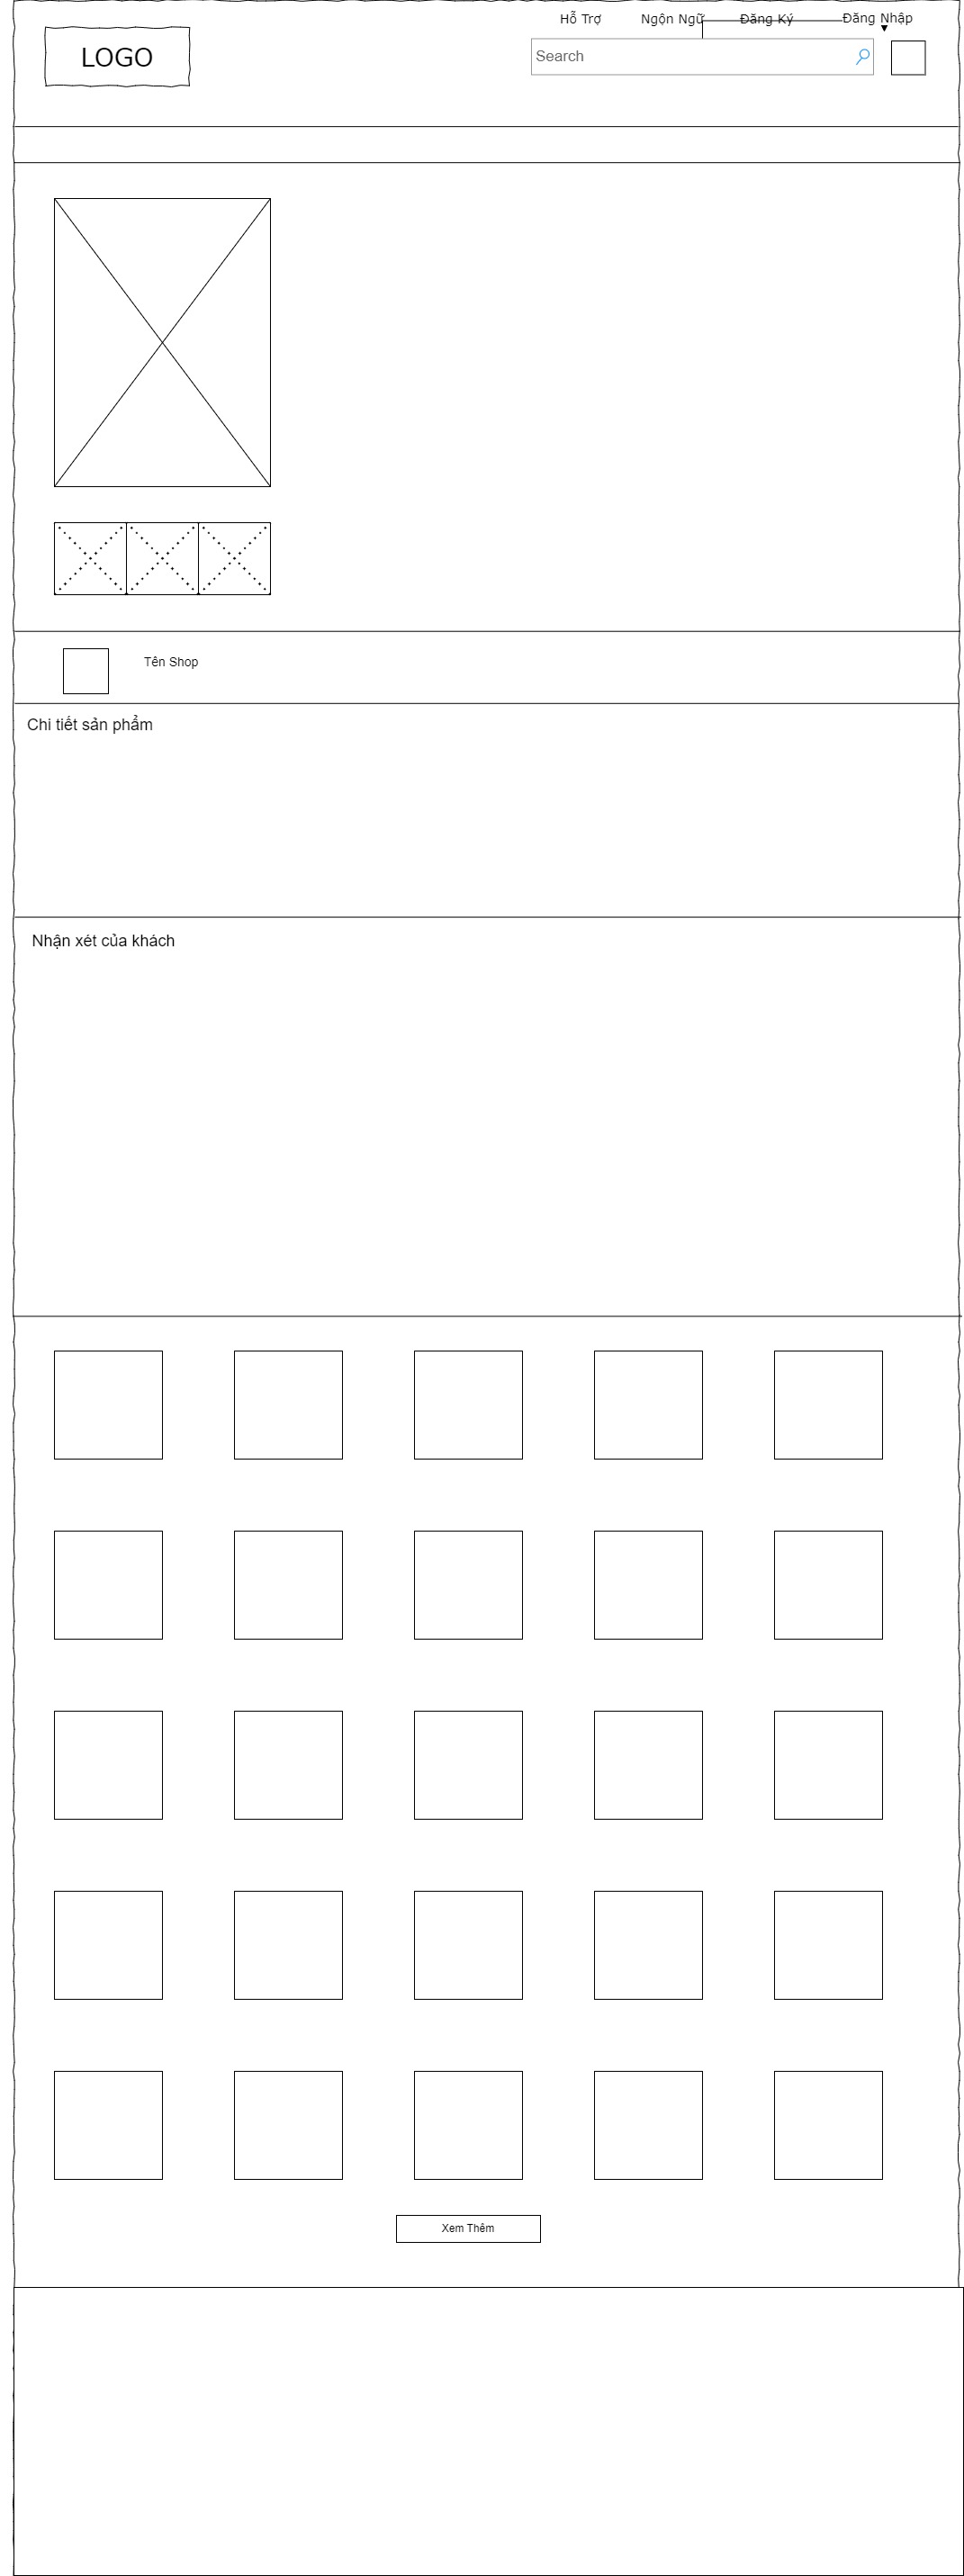 Hỗ Trợ
Ngôn Ngữ
Đăng Ký
Đăng Nhập
LOGO
Search
Tên Shop
Chi tiết sản phẩm
Nhận xét của khách
Xem Thêm